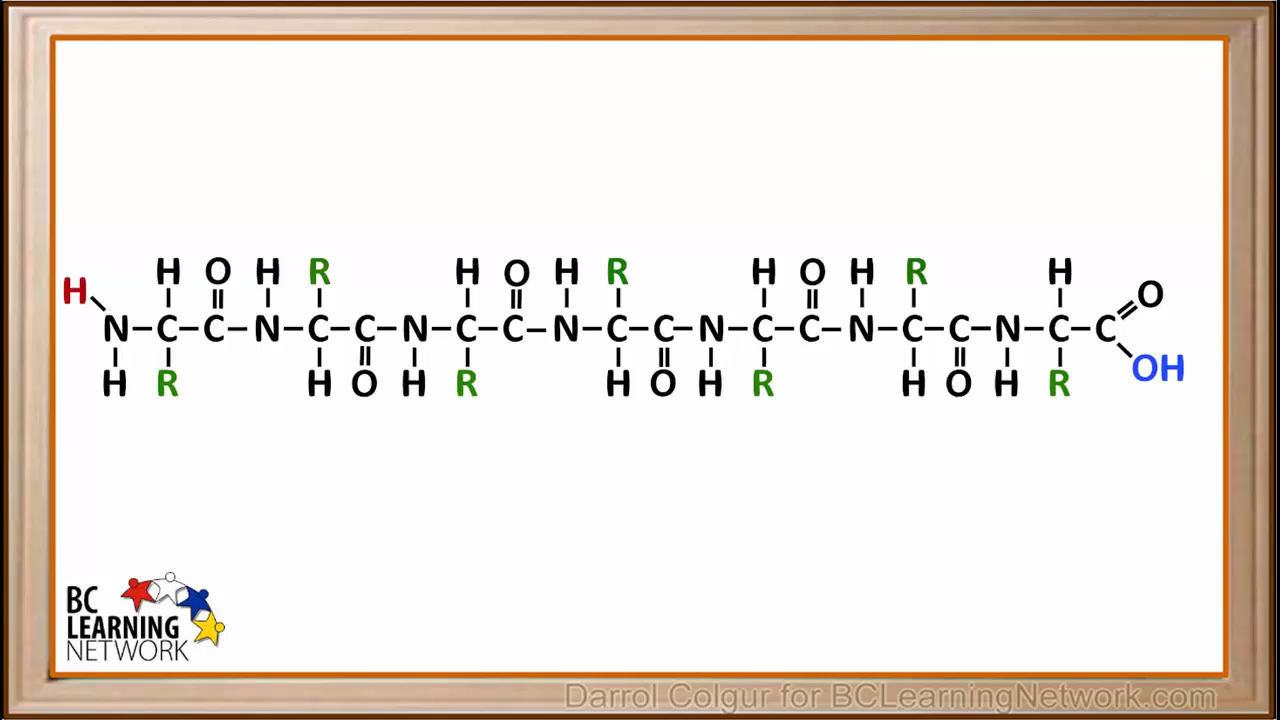 H O H R H O H R H O H R H
H O
N–C–C–N–C–C–N–C–C–N–C–C–N–C–C–N–C–C–N–C–C
OH
H R H O H R H O H R H O H R
BC
LEARNING
NETWORK
Darrol Colgur for BCLearningNetwork.com